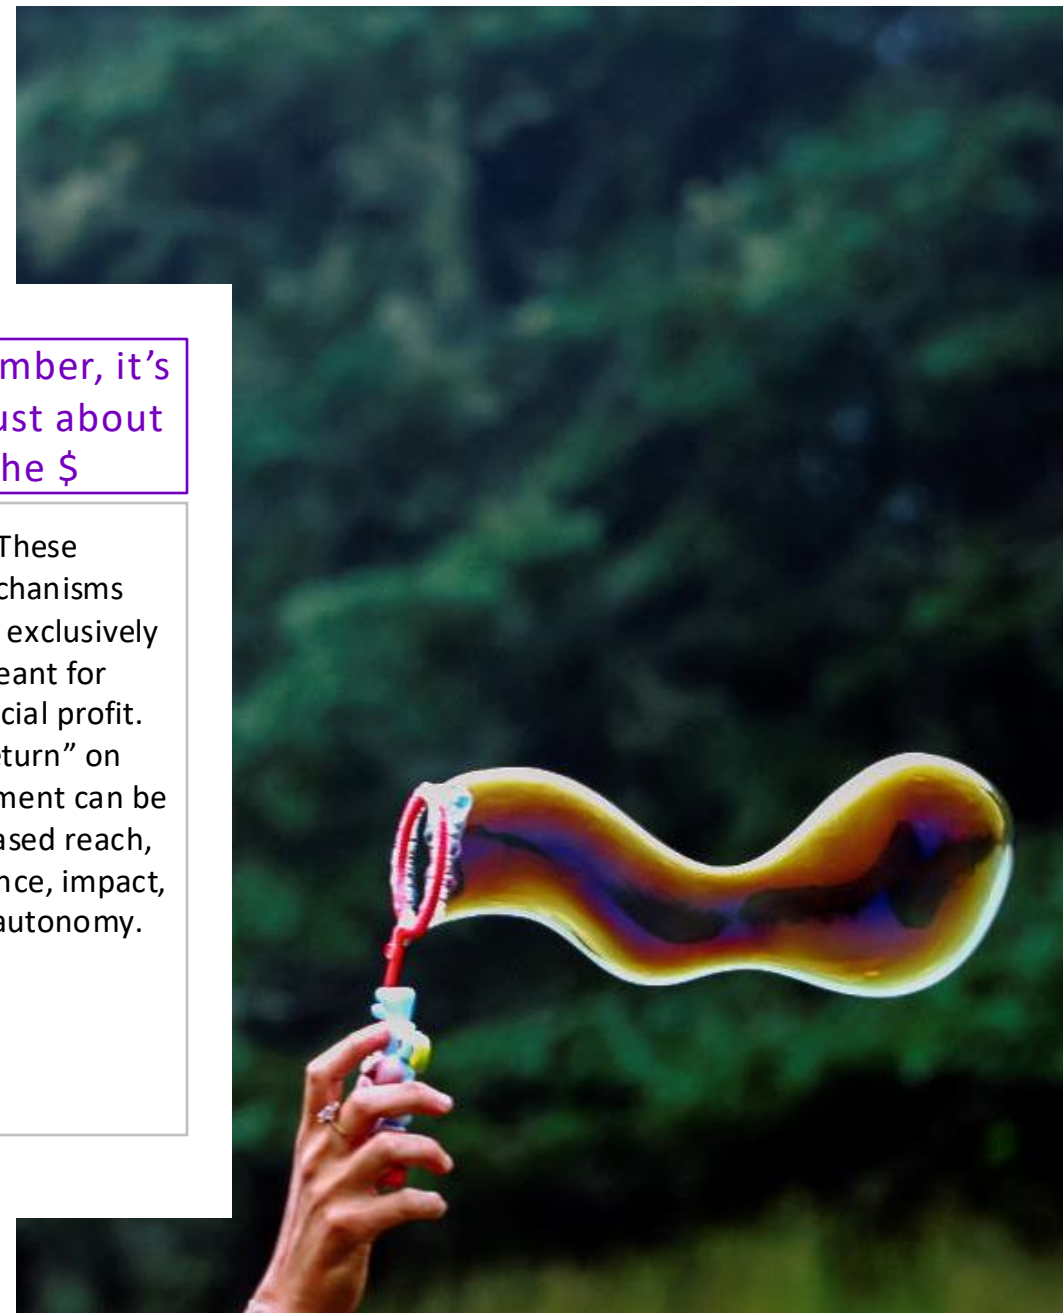 mber, it’s
ust about
he $
These
chanisms
exclusively
eant for
cial profit.
eturn” on
ment can be
ased reach,
nce, impact,
autonomy.